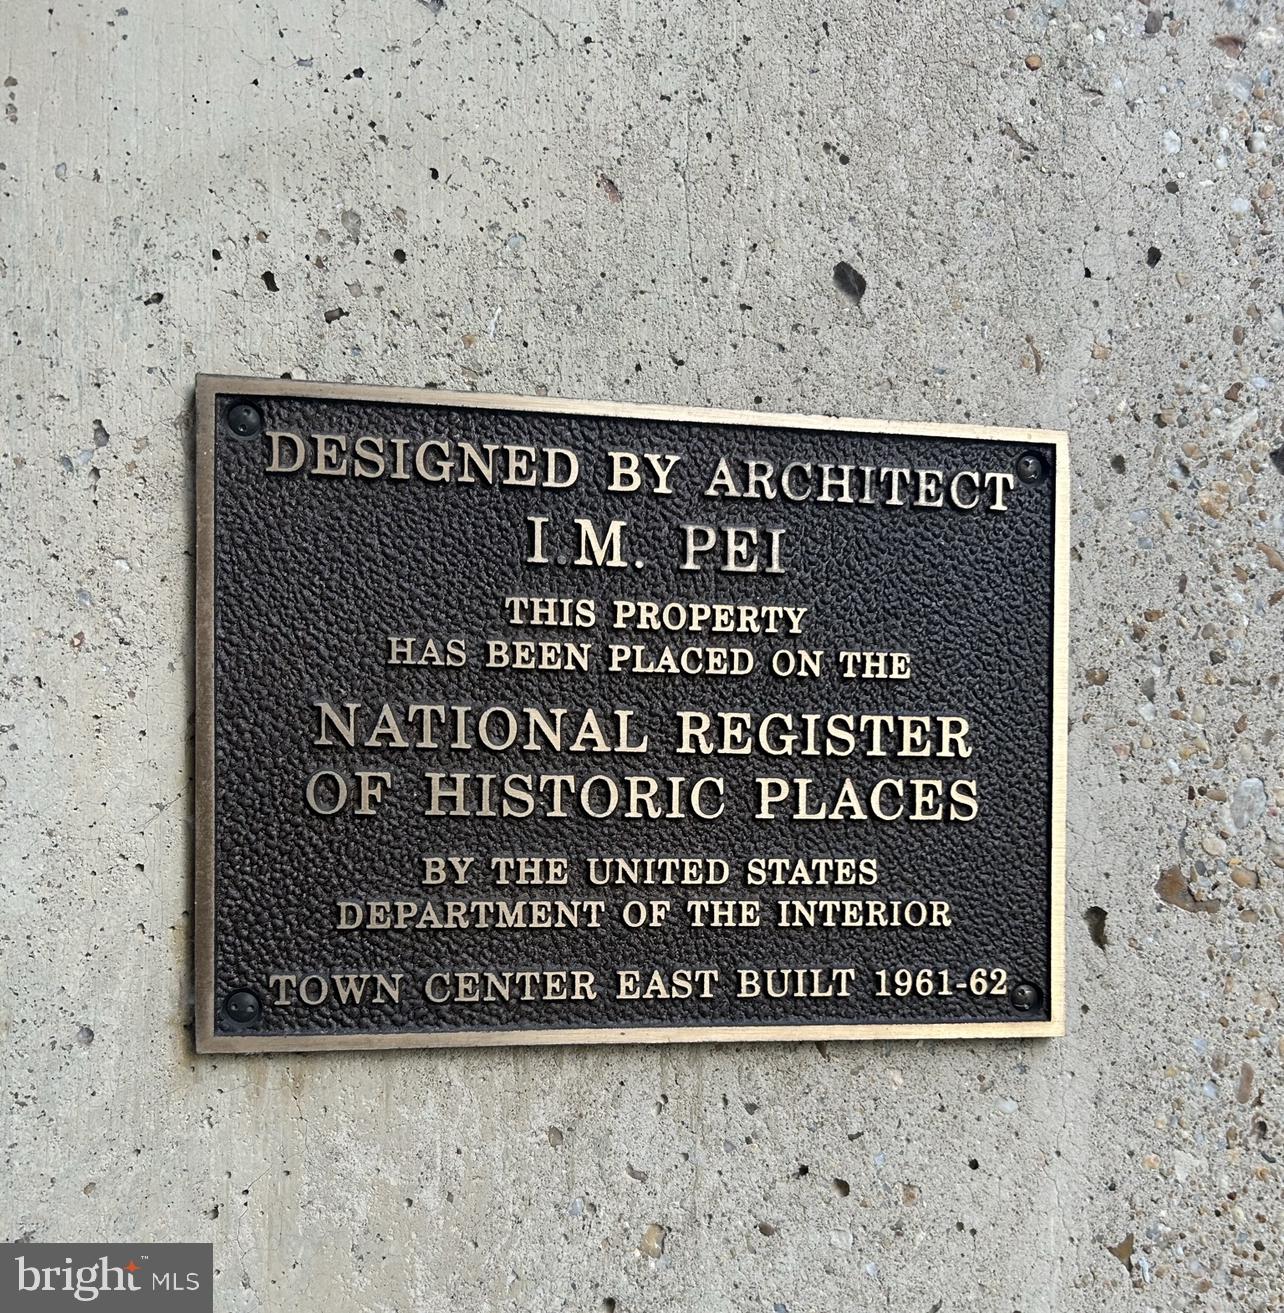 DESIGNED BY ARCHITECT
I.M. PEI
THIS PROPERTY
HAS BEEN PLACED ON THE
NATIONAL REGISTER
OF HISTORIC PLACES
BY THE UNITED STATES
DEPARTMENT OF THE INTERIOR
TOWN CENTER EAST BUILT 1961-62
bright™ MLS